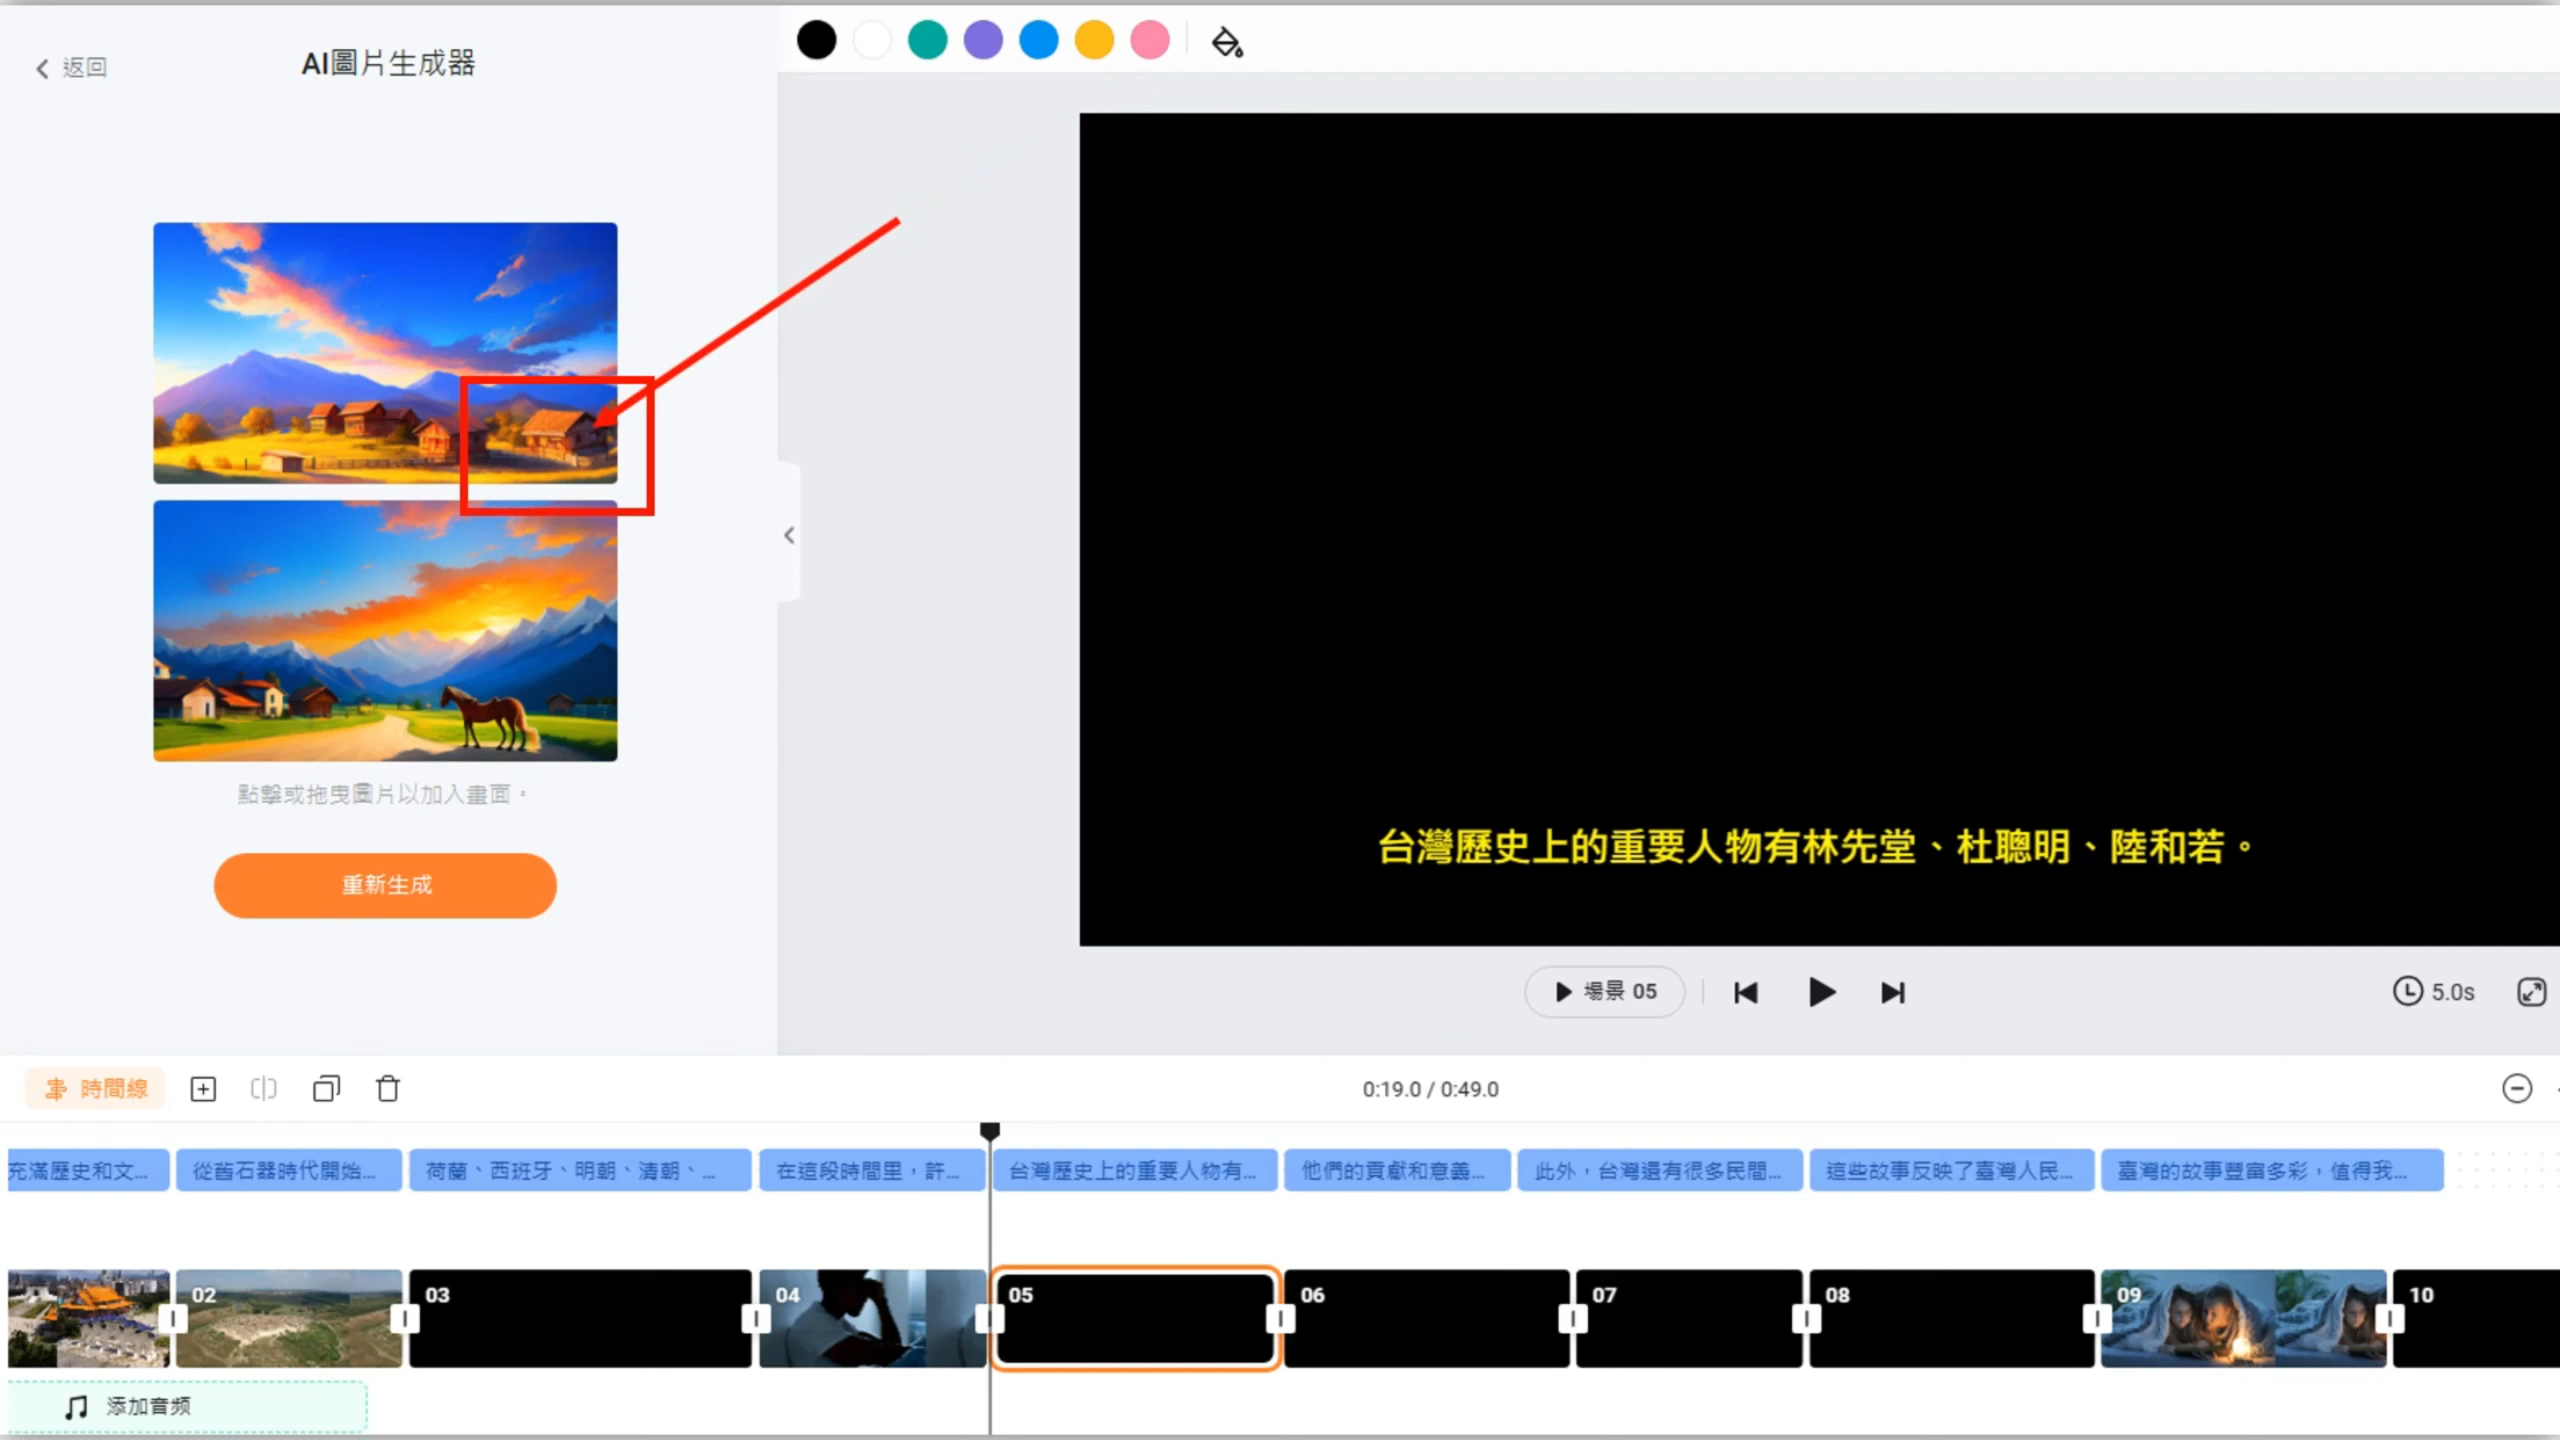 返回
AI圖片生成器
點擊或拖曳圖片以加入畫面。
重新生成
台灣歷史上的重要人物有林先堂、杜聰明、陸和若。
場景 05
5.0s
時間線
0:19.0 / 0:49.0
充滿歷史和文...
從舊石器時代開始...
荷蘭、西班牙、明朝、清朝、...
在這段時間里，許...
台灣歷史上的重要人物有...
他們的貢獻和意義...
此外，台灣還有很多民間...
這些故事反映了臺灣人民...
臺灣的故事豐富多彩，值得我...
02
03
04
05
06
07
08
09
10
添加音频